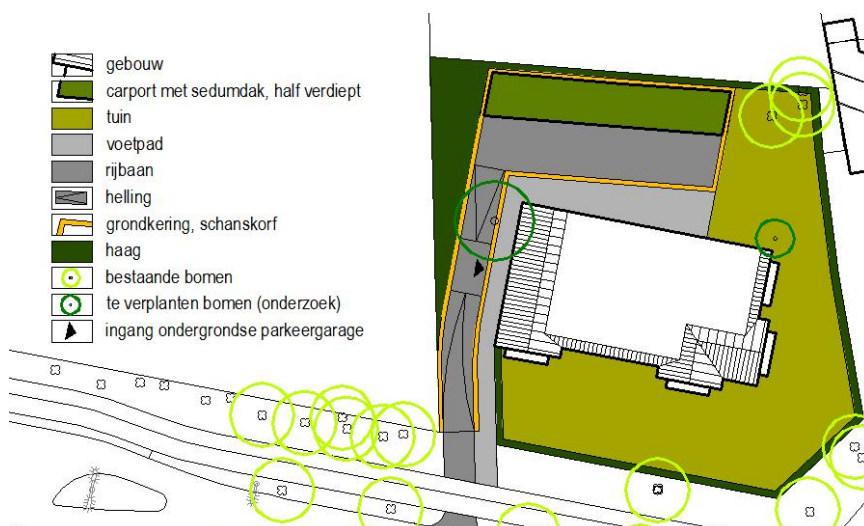 gebouw
carport met sedumdak, half verdiept
tuin
voetpad
rijbaan
helling
grondkering, schanskorf
haag
bestaande bomen
te verplanten bomen (onderzoek)
ingang ondergrondse parkeergarage